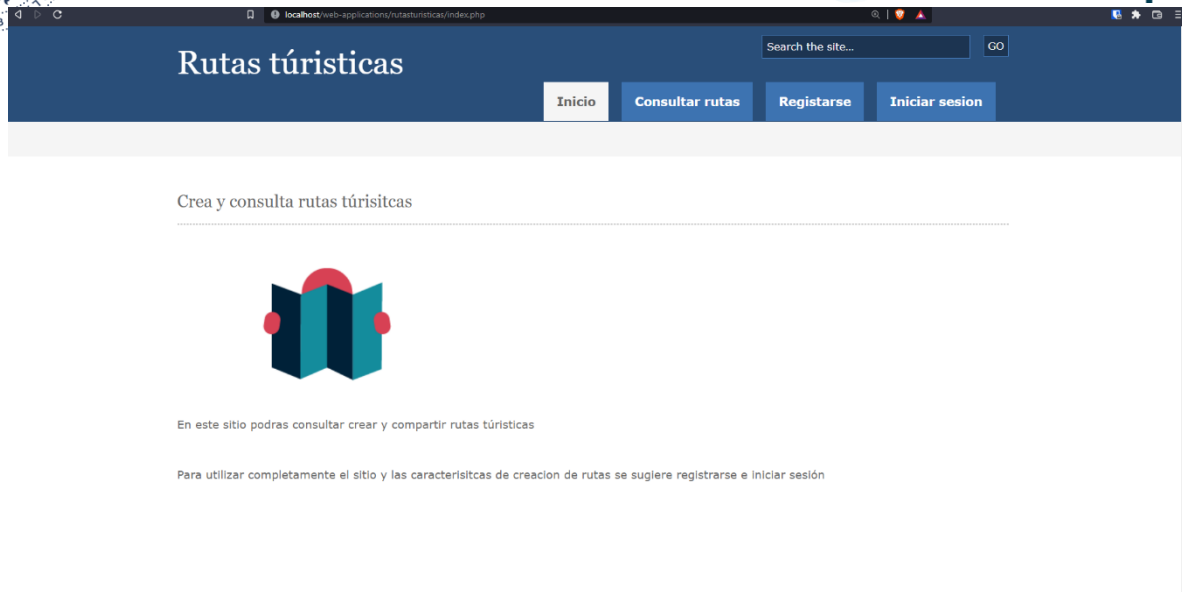 localhost/web-applications/rutasturisticas/index.php
Rutas túristicas
Search the site...
GO
Inicio
Consultar rutas
Registarse
Iniciar sesion
Crea y consulta rutas túrisitcas
En este sitio podras consultar crear y compartir rutas túristicas
Para utilizar completamente el sitio y las caracterisitcas de creacion de rutas se sugiere registrarse e iniciar sesión